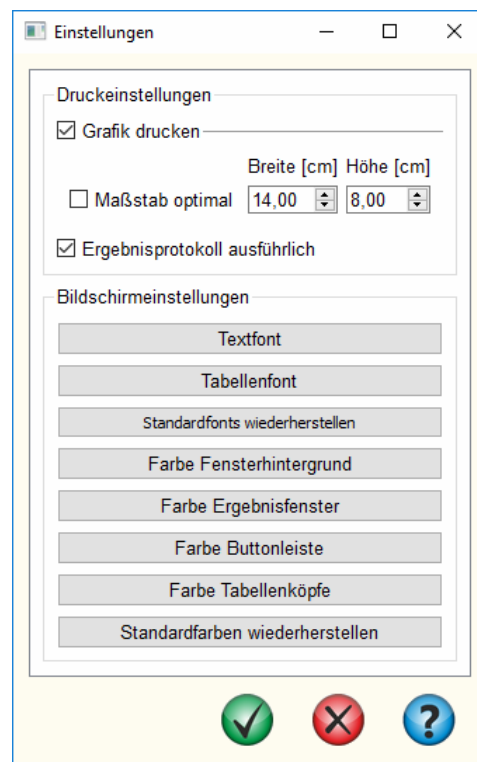 Einstellungen
Druckeinstellungen
Grafik drucken
Breite [cm] Höhe [cm]
Maßstab optimal 14,00 8,00
Ergebnisprotokoll ausführlich
Bildschirmeinstellungen
Textfont
Tabellenfont
Standardfonts wiederherstellen
Farbe Fensterhintergrund
Farbe Ergebnisfenster
Farbe Buttonleiste
Farbe Tabellenköpfe
Standardfarben wiederherstellen
?